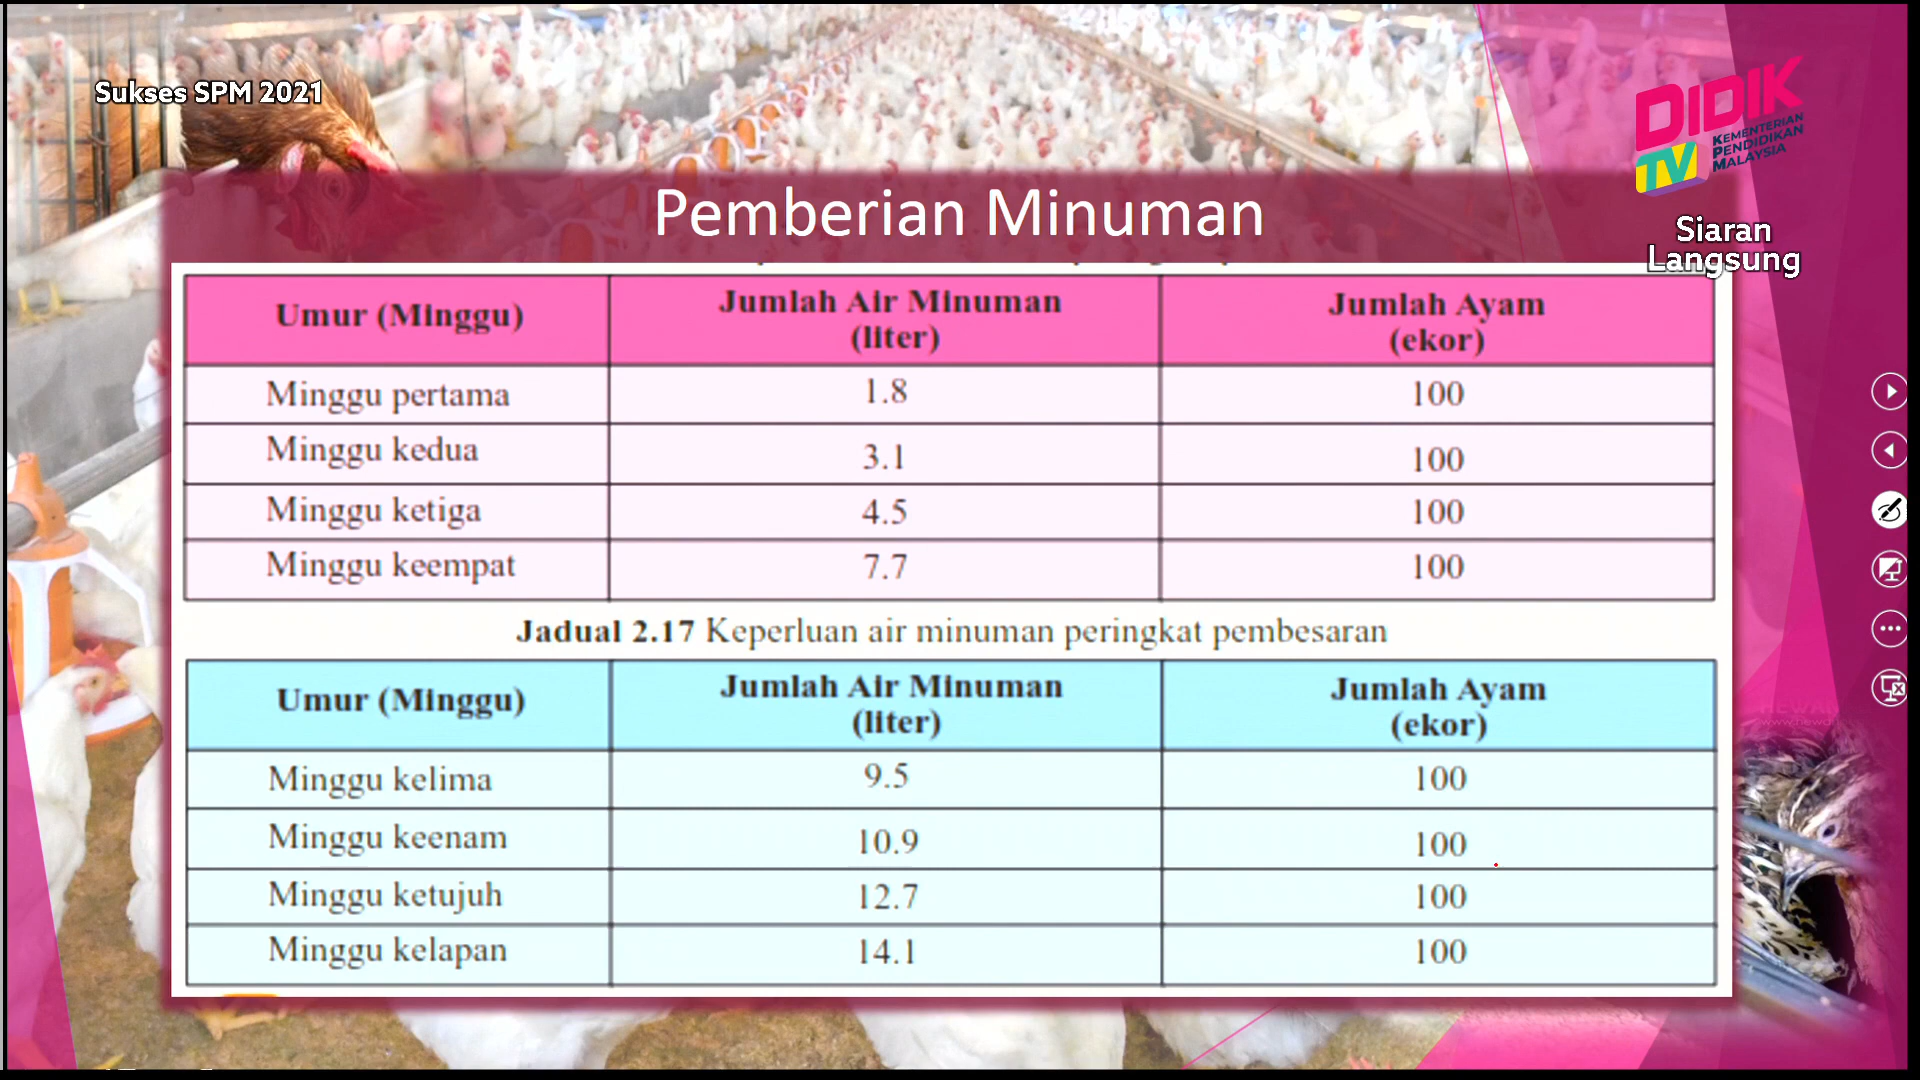 Sukses SPM 2021
DIDIK
TV
KEMENTERIAN
PENDIDIKAN
MALAYSIA
Siaran
Langsung
Pemberian Minuman
Umur (Minggu) Jumlah Air Minuman (liter) Jumlah Ayam (ekor)
Minggu pertama 1.8 100
Minggu kedua 3.1 100
Minggu ketiga 4.5 100
Minggu keempat 7.7 100
Jadual 2.17 Keperluan air minuman peringkat pembesaran
Umur (Minggu) Jumlah Air Minuman (liter) Jumlah Ayam (ekor)
Minggu kelima 9.5 100
Minggu keenam 10.9 100
Minggu ketujuh 12.7 100
Minggu kelapan 14.1 100